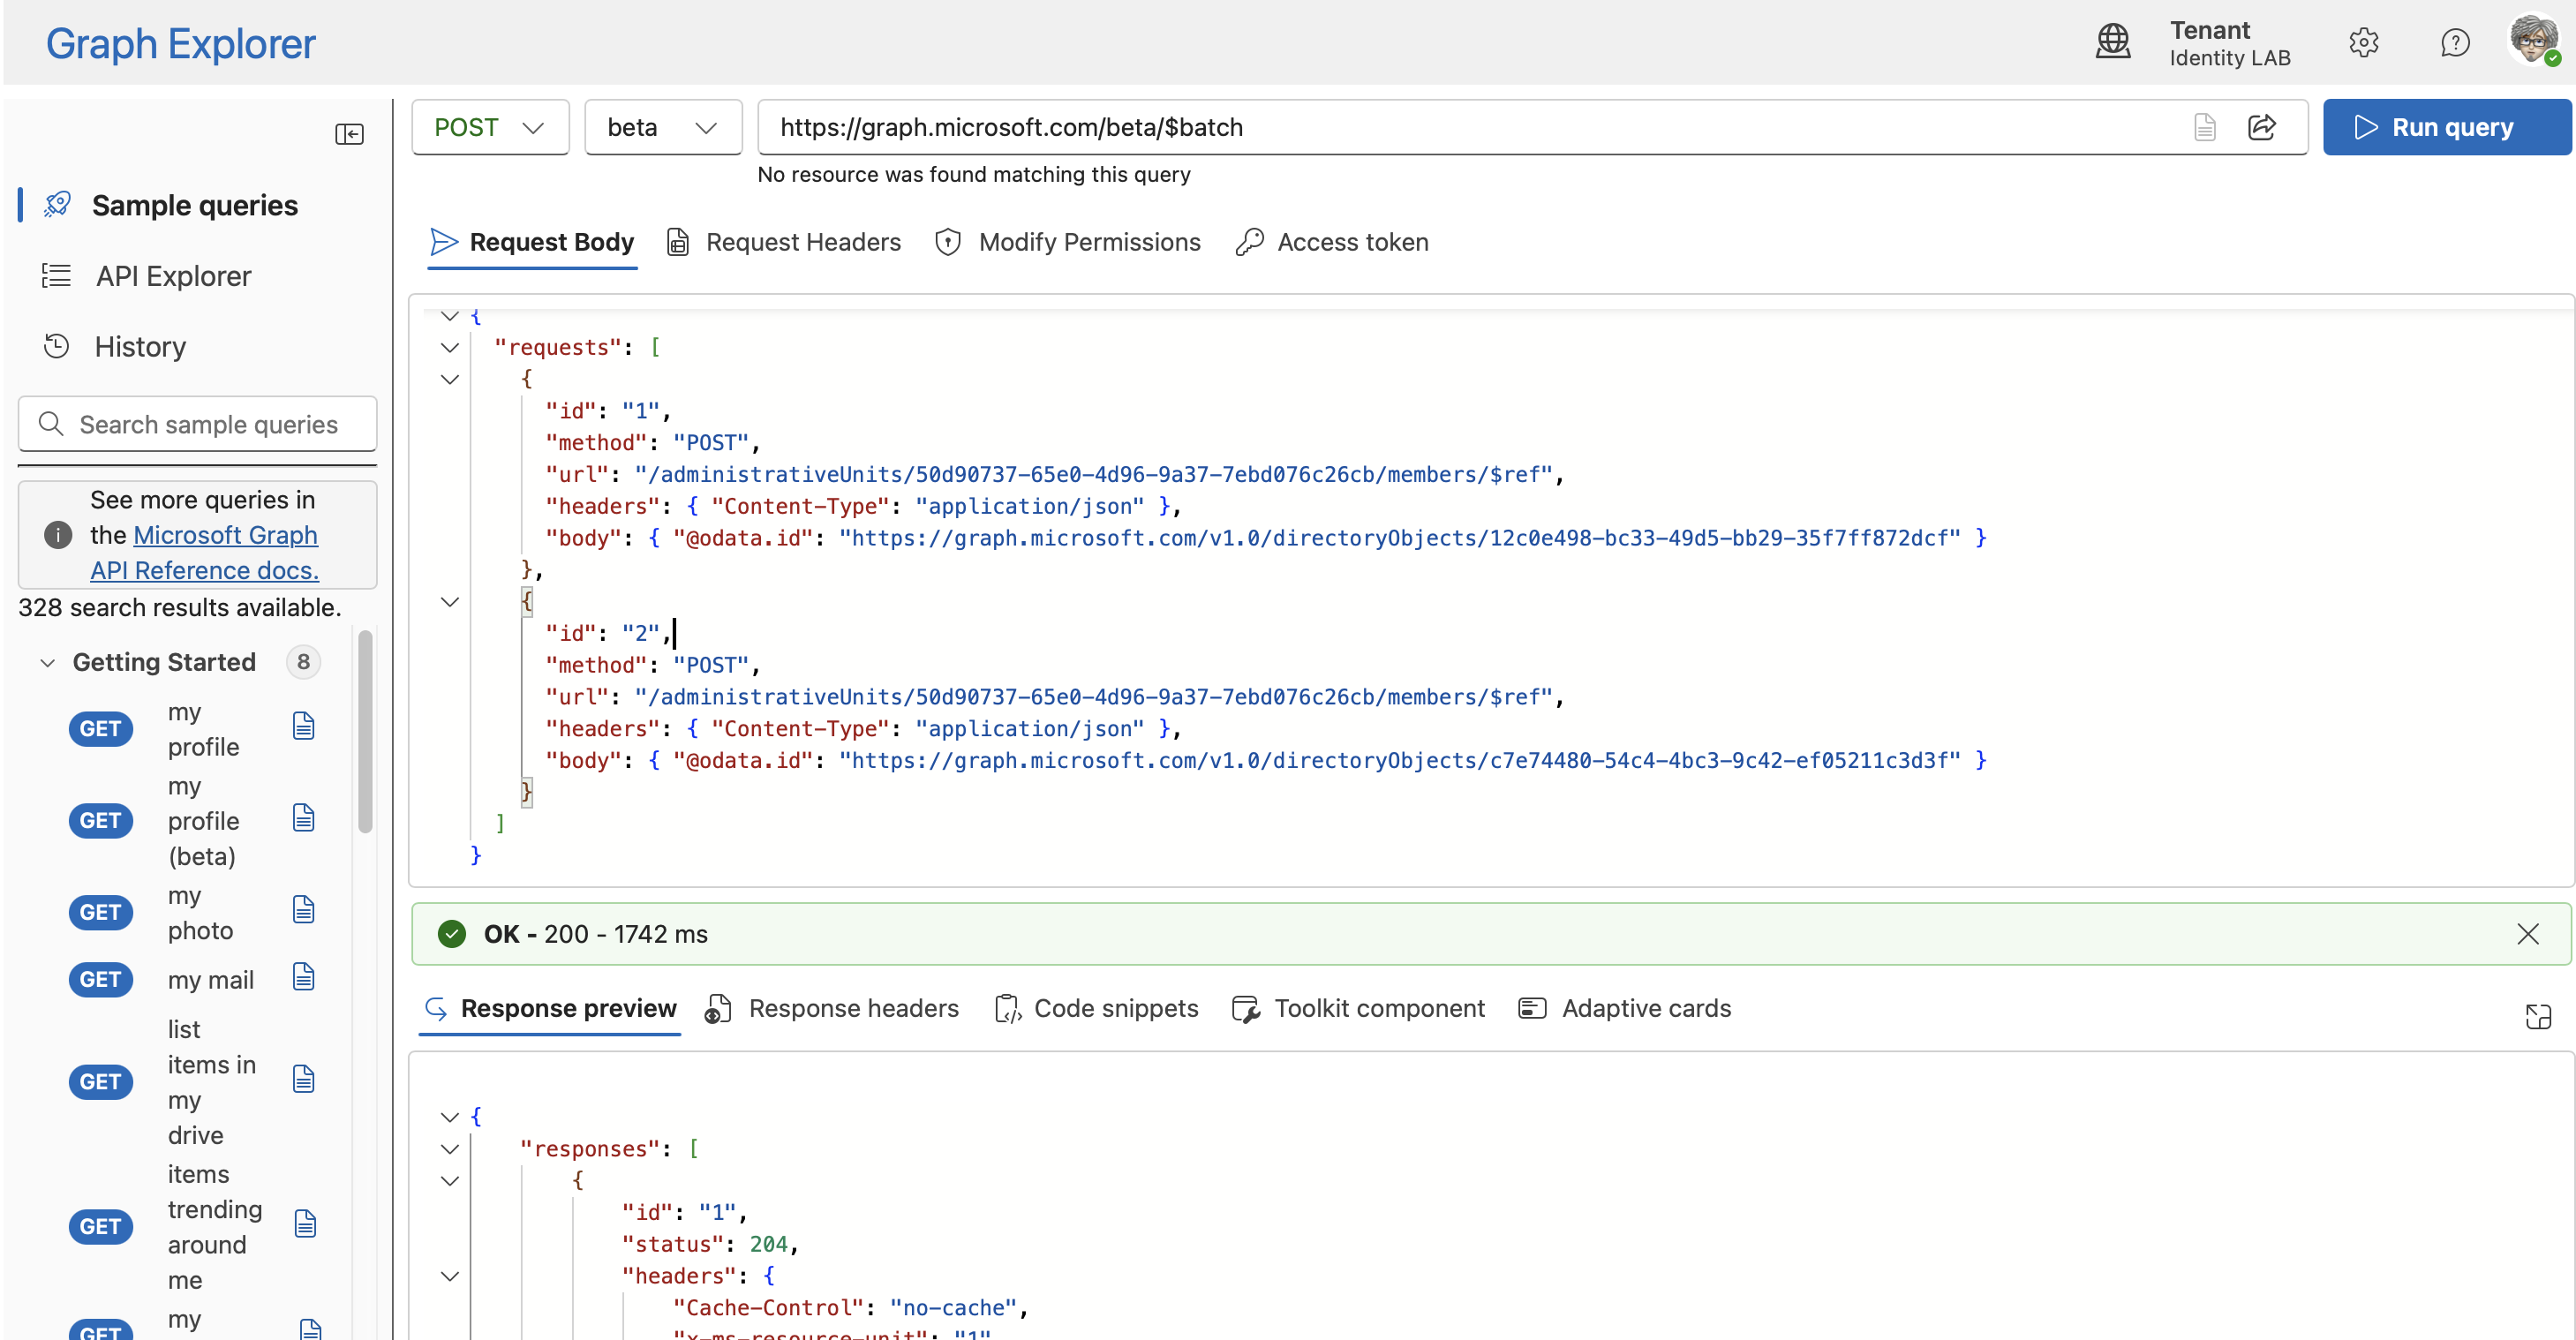 Graph Explorer
Tenant
Identity LAB
Sample queries
API Explorer
History
Search sample queries
See more queries in
the Microsoft Graph
API Reference docs.
328 search results available.
Getting Started 8
GET my
profile
GET my
profile
(beta)
GET my
photo
GET my mail
GET list
items in
my
drive
GET items
trending
around
me
GET my
POST beta https://graph.microsoft.com/beta/$batch Run query
No resource was found matching this query
Request Body Request Headers Modify Permissions Access token
{
"requests": [
{
"id": "1",
"method": "POST",
"url": "/administrativeUnits/50d90737-65e0-4d96-9a37-7ebd076c26cb/members/$ref",
"headers": { "Content-Type": "application/json" },
"body": { "@odata.id": "https://graph.microsoft.com/v1.0/directoryObjects/12c0e498-bc33-49d5-bb29-35f7ff872dcf" }
},
{
"id": "2",
"method": "POST",
"url": "/administrativeUnits/50d90737-65e0-4d96-9a37-7ebd076c26cb/members/$ref",
"headers": { "Content-Type": "application/json" },
"body": { "@odata.id": "https://graph.microsoft.com/v1.0/directoryObjects/c7e74480-54c4-4bc3-9c42-ef05211c3d3f" }
}
]
}
OK - 200 - 1742 ms
Response preview Response headers Code snippets Toolkit component Adaptive cards
{
"responses": [
{
"id": "1",
"status": 204,
"headers": {
"Cache-Control": "no-cache",
"x-ms-resource-unit": "1"